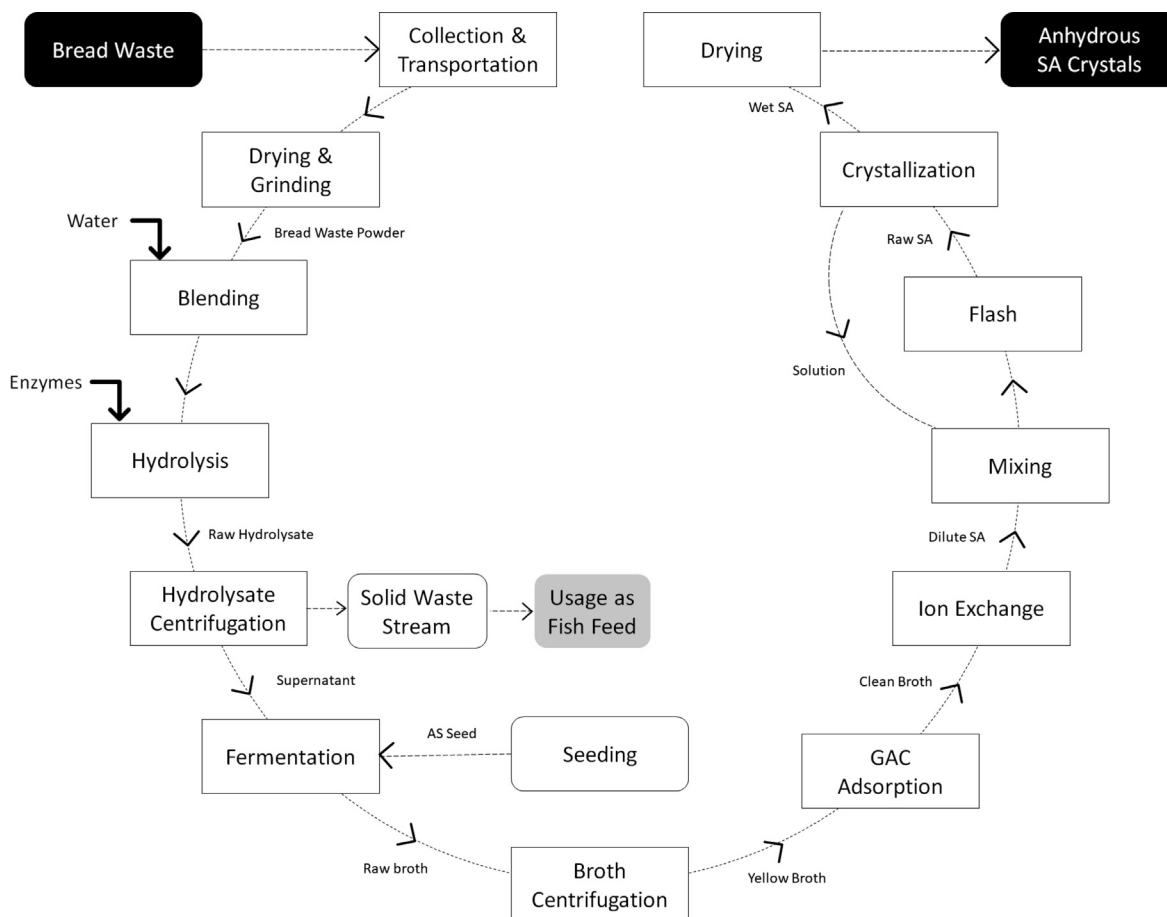 Bread Waste
Collection &
Transportation
Drying &
Grinding
Water
Bread Waste Powder
Blending
Enzymes
Hydrolysis
Raw Hydrolysate
Hydrolysate
Centrifugation
Solid Waste
Stream
Usage as
Fish Feed
Supernatant
Fermentation
AS Seed
Seeding
Raw broth
Broth
Centrifugation
Yellow Broth
GAC
Adsorption
Clean Broth
Ion Exchange
Dilute SA
Mixing
Solution
Flash
Raw SA
Crystallization
Wet SA
Drying
Anhydrous
SA Crystals